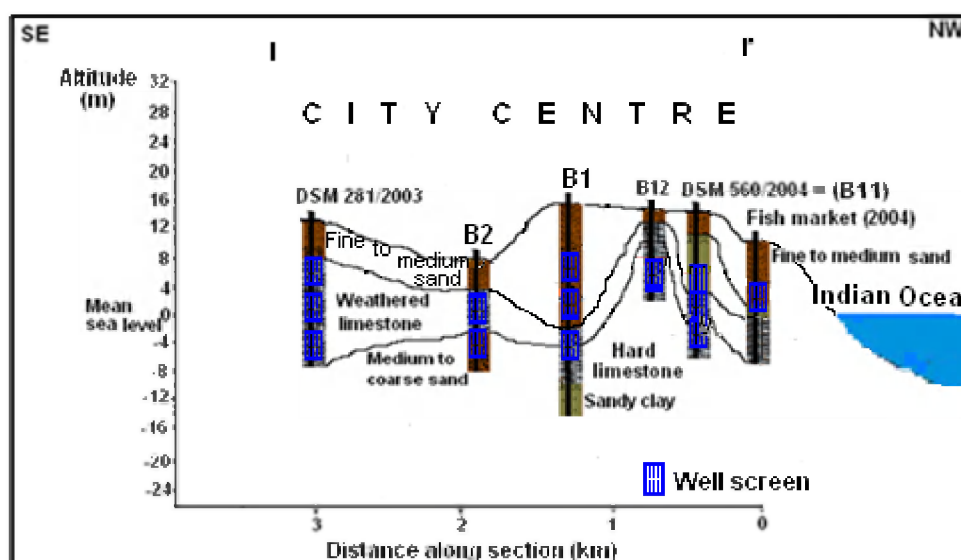 SE
NW
I
r
Altitude
(m)
32
28
24
20
16
12
8
4
0
-4
-8
-12
-16
-20
-24
Mean
sea level
C I T Y C E N T R E
DSM 281/2003
B2
B1
B12
DSM 560/2004 = (B11)
Fish market (2004)
Fine to medium sand
Fine to medium sand
Indian Ocea
Weathered
limestone
Medium to
coarse sand
Hard
limestone
Sandy clay
Well screen
3
2
1
0
Distance along section (km)